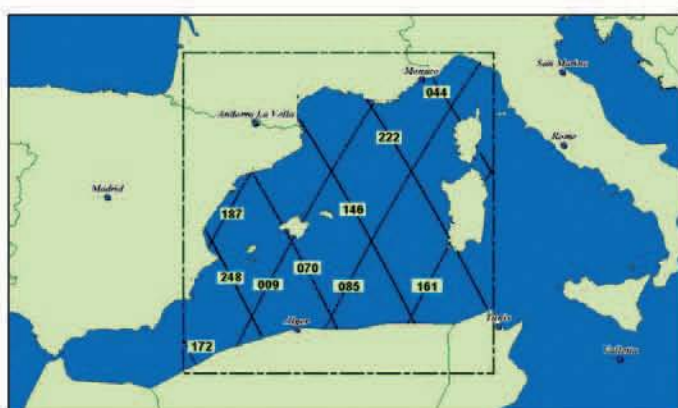 San Marino
Monaco
044
Andorra La Vella
222
Rome
Madrid
187
146
248
009
070
085
161
Alger
Tunis
172
Valletta